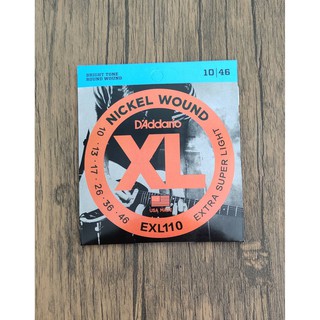 BRIGHT TONE
ROUND WOUND
10|46
NICKEL WOUND
D'Addario
XL
USA Made
10 · 13 · 17 · 26 · 36 · 46
EXL110
EXTRA SUPER LIGHT